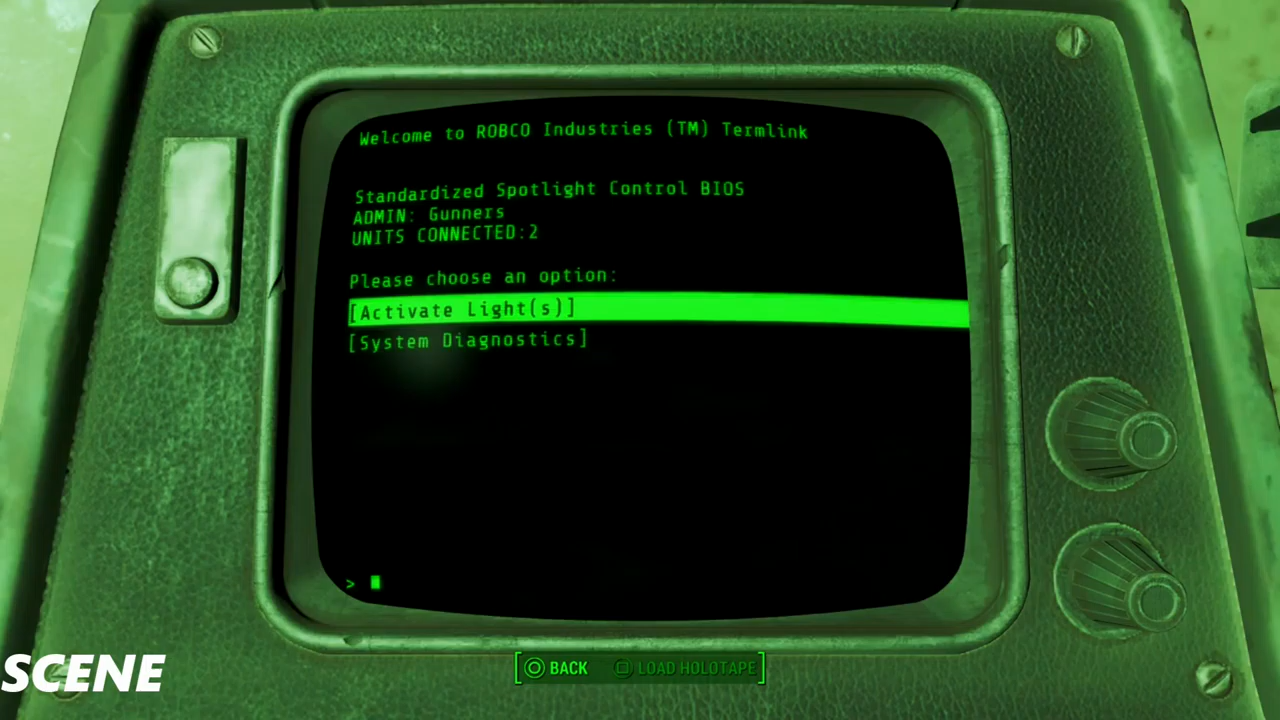 Welcome to ROBCO Industries (TM) Termlink
Standardized Spotlight Control BIOS
ADMIN: Gunners
UNITS CONNECTED:2
Please choose an option:
[Activate Light(s)]
[System Diagnostics]
>
BACK LOAD HOLOTAPE
SCENE